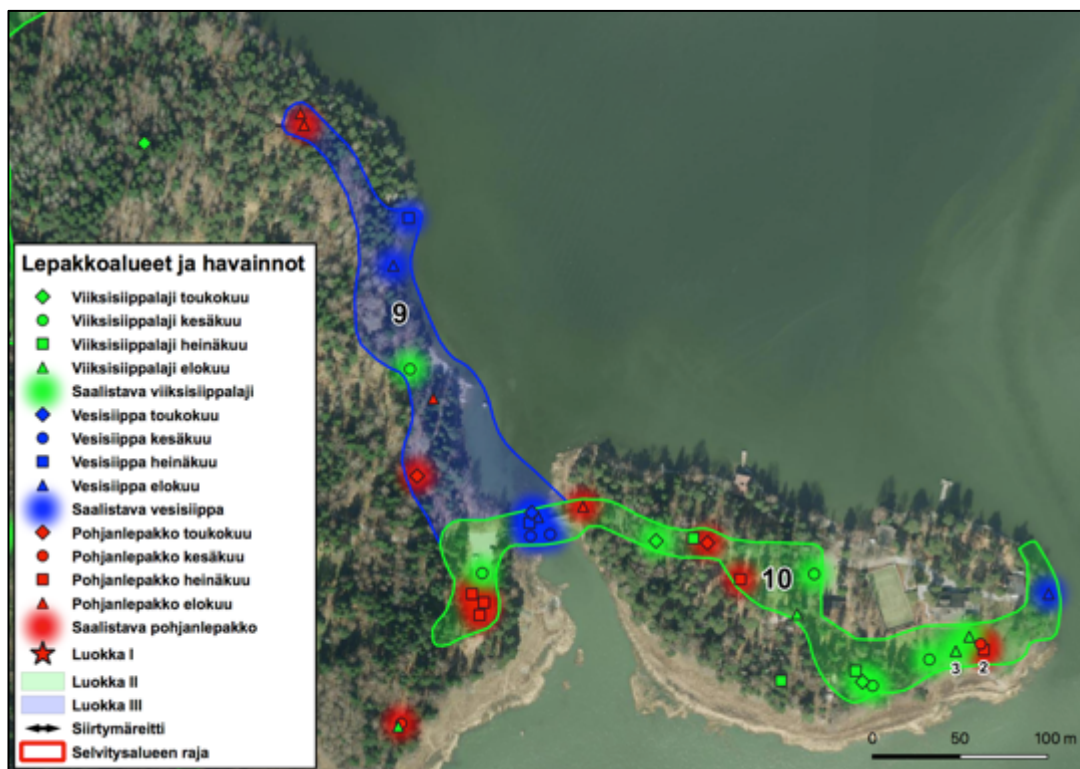 Lepakkoalueet ja havainnot
Viiksisiippalaji toukokuu
Viiksisiippalaji kesäkuu
Viiksisiippalaji heinäkuu
Viiksisiippalaji elokuu
Saalistava viiksisiippalaji
Vesisiippa toukokuu
Vesisiippa kesäkuu
Vesisiippa heinäkuu
Vesisiippa elokuu
Saalistava vesisiippa
Pohjanlepakko toukokuu
Pohjanlepakko kesäkuu
Pohjanlepakko heinäkuu
Pohjanlepakko elokuu
Saalistava pohjanlepakko
Luokka I
Luokka II
Luokka III
Siirtymäreitti
Selvitysalueen raja
9
10
3 2
0 50 100 m